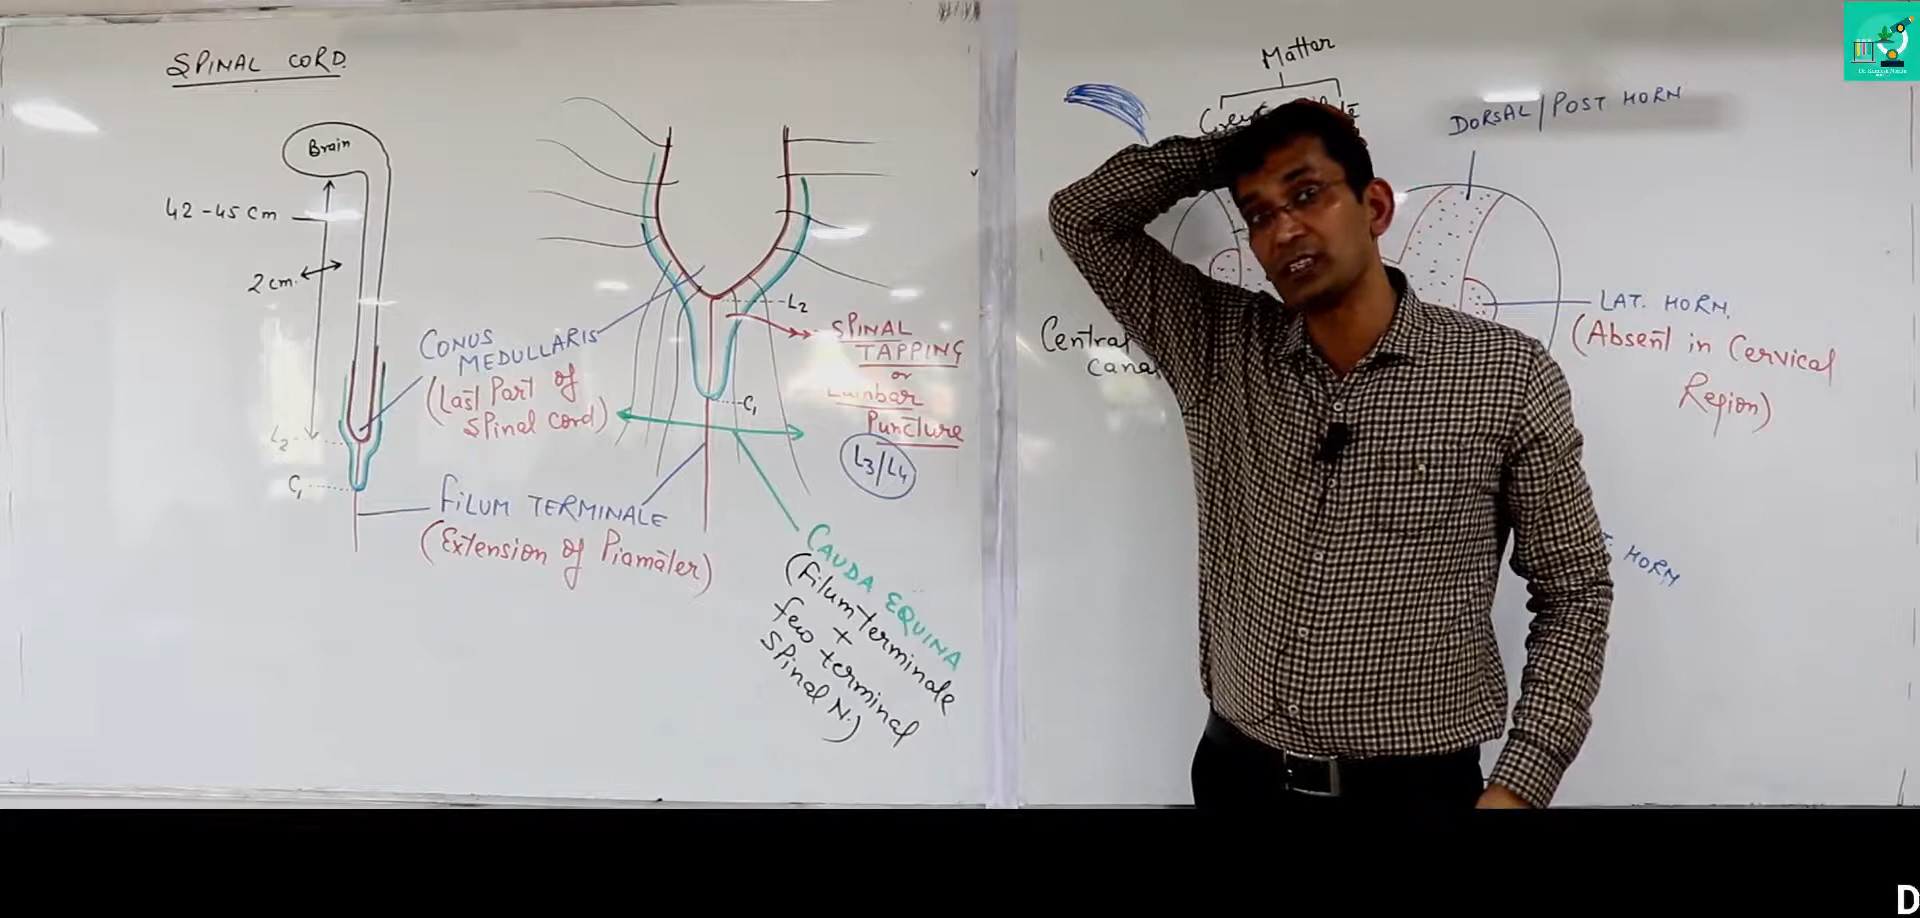 SPINAL CORD.
Brain
42-45 Cm
2 cm.
CONUS
MEDULLARIS
(Last Part of
Spinal cord)
L2
C1
FILUM TERMINALE
(Extension of Piamater)
L2
SPINAL
TAPPING
or
Lumbar
Puncture
L3/L4
C1
CAUDA EQUINA
(Filum terminale
+
few terminal
Spinal N.)
Matter
DORSAL/POST HORN
Central
Cana
LAT. HORN.
(Absent in Cervical
Region)
T. HORN
D